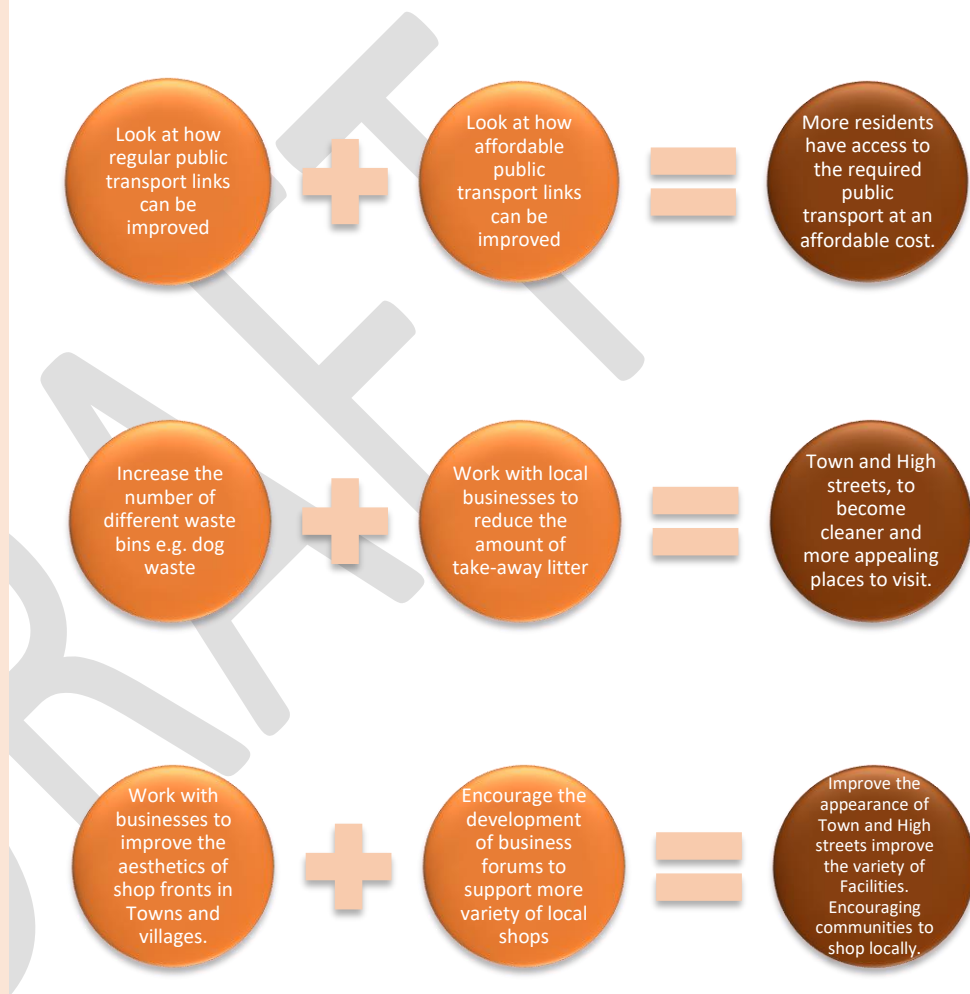 Look at how
regular public
transport links
can be
improved
Look at how
affordable
public
transport links
can be
improved
More residents
have access to
the required
public
transport at an
affordable cost.
Increase the
number of
different waste
bins e.g. dog
waste
Work with local
businesses to
reduce the
amount of
take-away litter
Town and High
streets, to
become
cleaner and
more appealing
places to visit.
Work with
businesses to
improve the
aesthetics of
shop fronts in
Towns and
villages.
Encourage the
development
of business
forums to
support more
variety of local
shops
Improve the
appearance of
Town and High
streets improve
the variety of
Facilities.
Encouraging
communities to
shop locally.
DRAFT